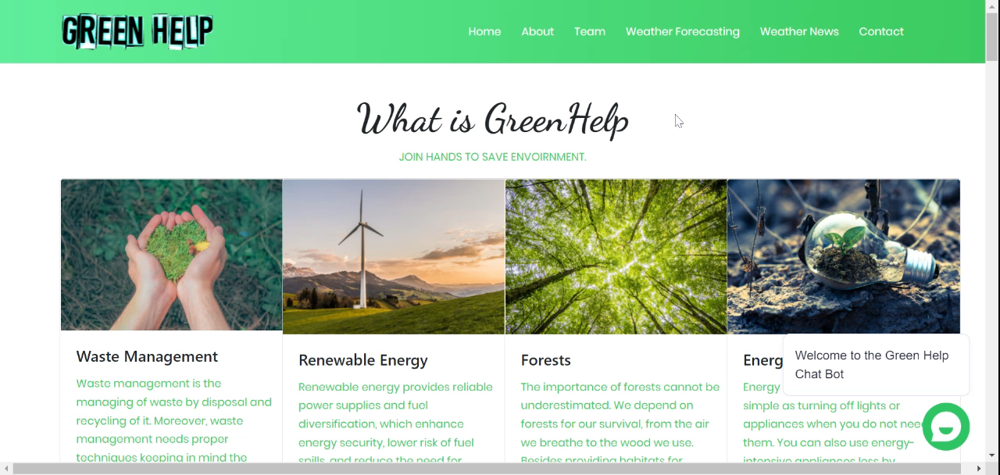 GREEN HELP
Home About Team Weather Forecasting Weather News Contact
What is GreenHelp
JOIN HANDS TO SAVE ENVOIRNMENT.
Waste Management
Waste management is the
managing of waste by disposal and
recycling of it. Moreover, waste
management needs proper
techniques keeping in mind the
Renewable Energy
Renewable energy provides reliable
power supplies and fuel
diversification, which enhance
energy security, lower risk of fuel
spills, and reduce the need for
Forests
The importance of forests cannot be
underestimated. We depend on
forests for our survival, from the air
we breathe to the wood we use.
Besides providing habitats for
Energy
simple as turning off lights or
appliances when you do not
them. You can also use energy-
intensive appliances less by
Welcome to the Green Help
Chat Bot